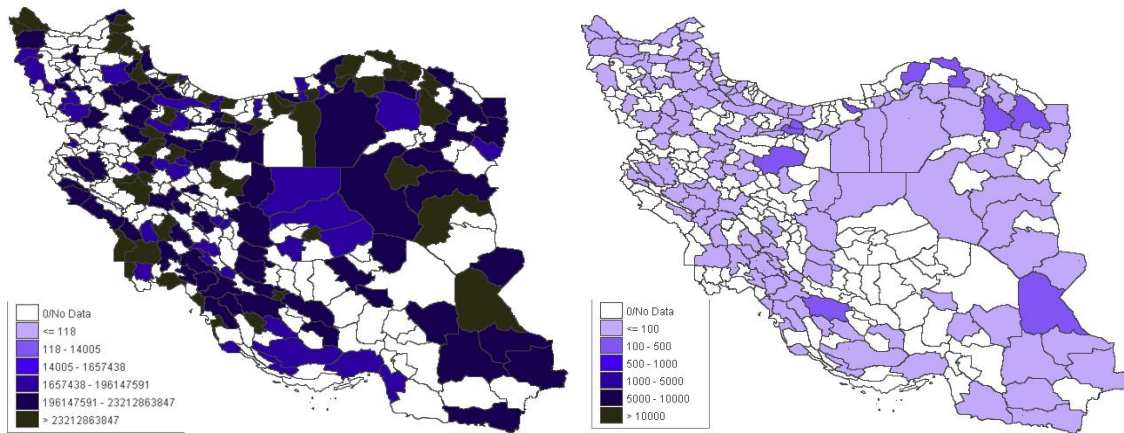 0/No Data
<= 118
118 - 14005
14005 - 1657438
1657438 - 196147591
196147591 - 23212863847
> 23212863847
0/No Data
<= 100
100 - 500
500 - 1000
1000 - 5000
5000 - 10000
> 10000